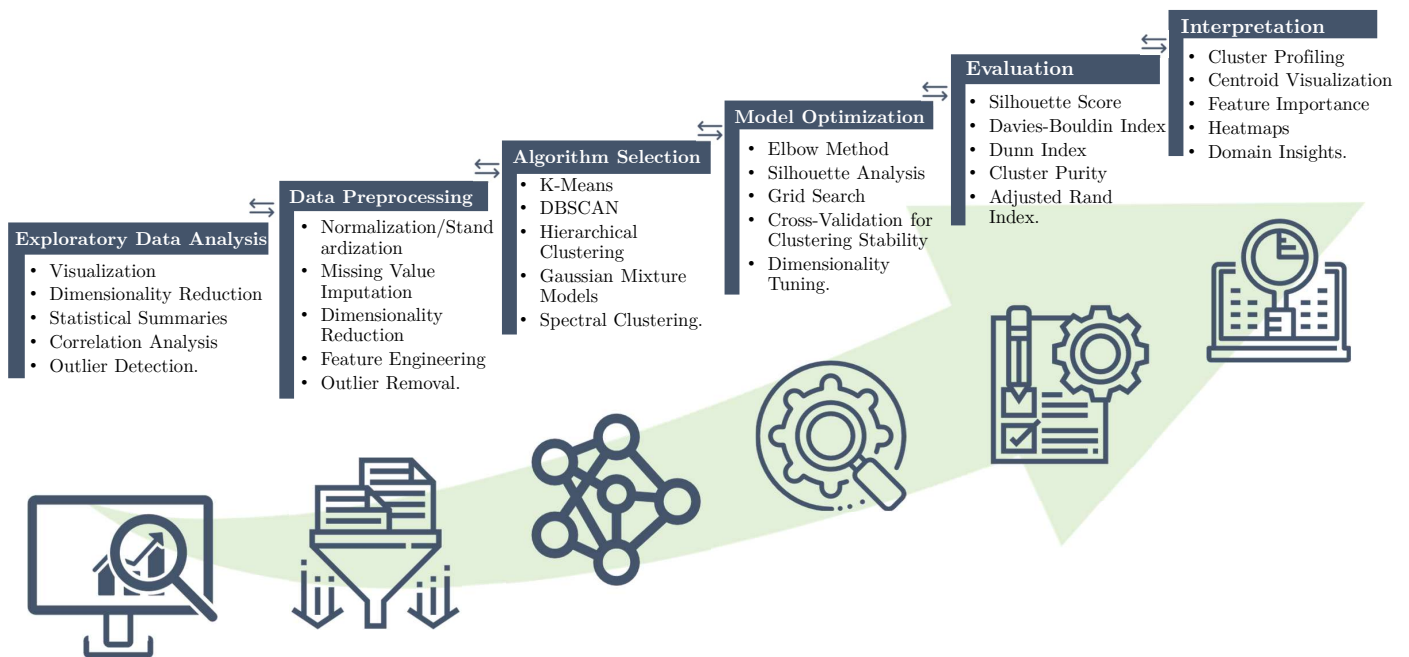 Exploratory Data Analysis
• Visualization
• Dimensionality Reduction
• Statistical Summaries
• Correlation Analysis
• Outlier Detection.
Data Preprocessing
• Normalization/Stand
ardization
• Missing Value
Imputation
• Dimensionality
Reduction
• Feature Engineering
• Outlier Removal.
Algorithm Selection
• K-Means
• DBSCAN
• Hierarchical
Clustering
• Gaussian Mixture
Models
• Spectral Clustering.
Model Optimization
• Elbow Method
• Silhouette Analysis
• Grid Search
• Cross-Validation for
Clustering Stability
• Dimensionality
Tuning.
Evaluation
• Silhouette Score
• Davies-Bouldin Index
• Dunn Index
• Cluster Purity
• Adjusted Rand
Index.
Interpretation
• Cluster Profiling
• Centroid Visualization
• Feature Importance
• Heatmaps
• Domain Insights.